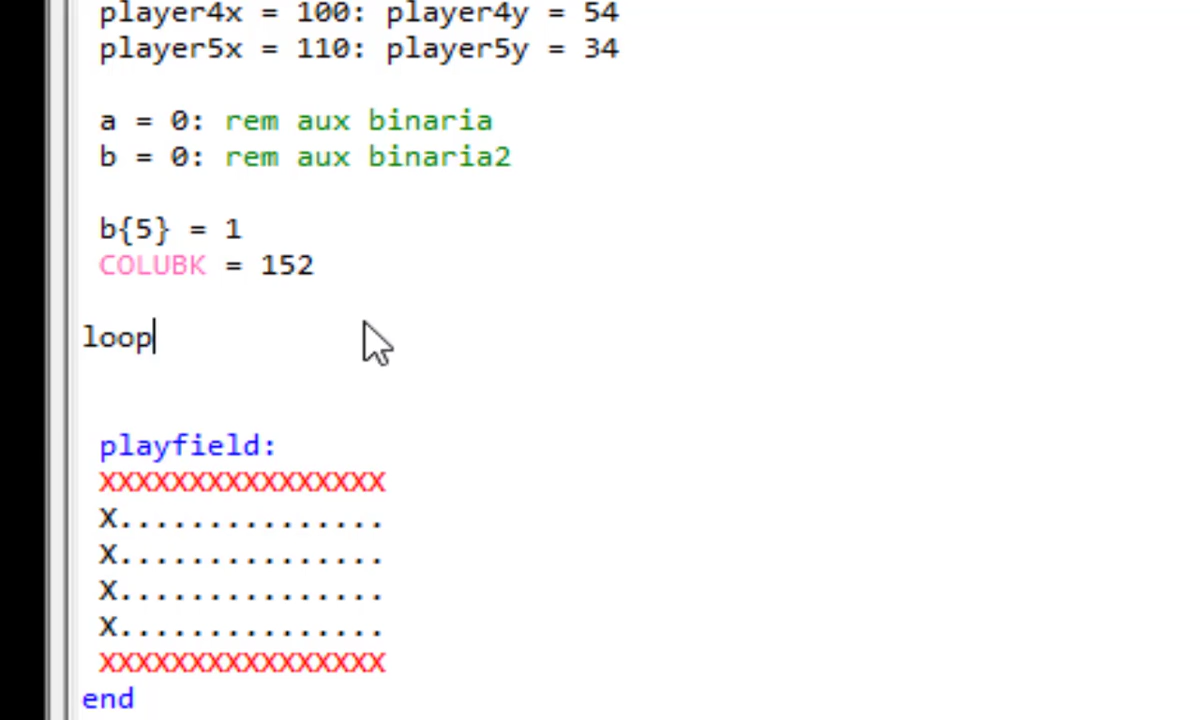 player4x = 100: player4y = 54
player5x = 110: player5y = 34
a = 0: rem aux binaria
b = 0: rem aux binaria2
b{5} = 1
COLUBK = 152
loop
playfield:
XXXXXXXXXXXXXXXX
X...............
X...............
X...............
X...............
XXXXXXXXXXXXXXXX
end